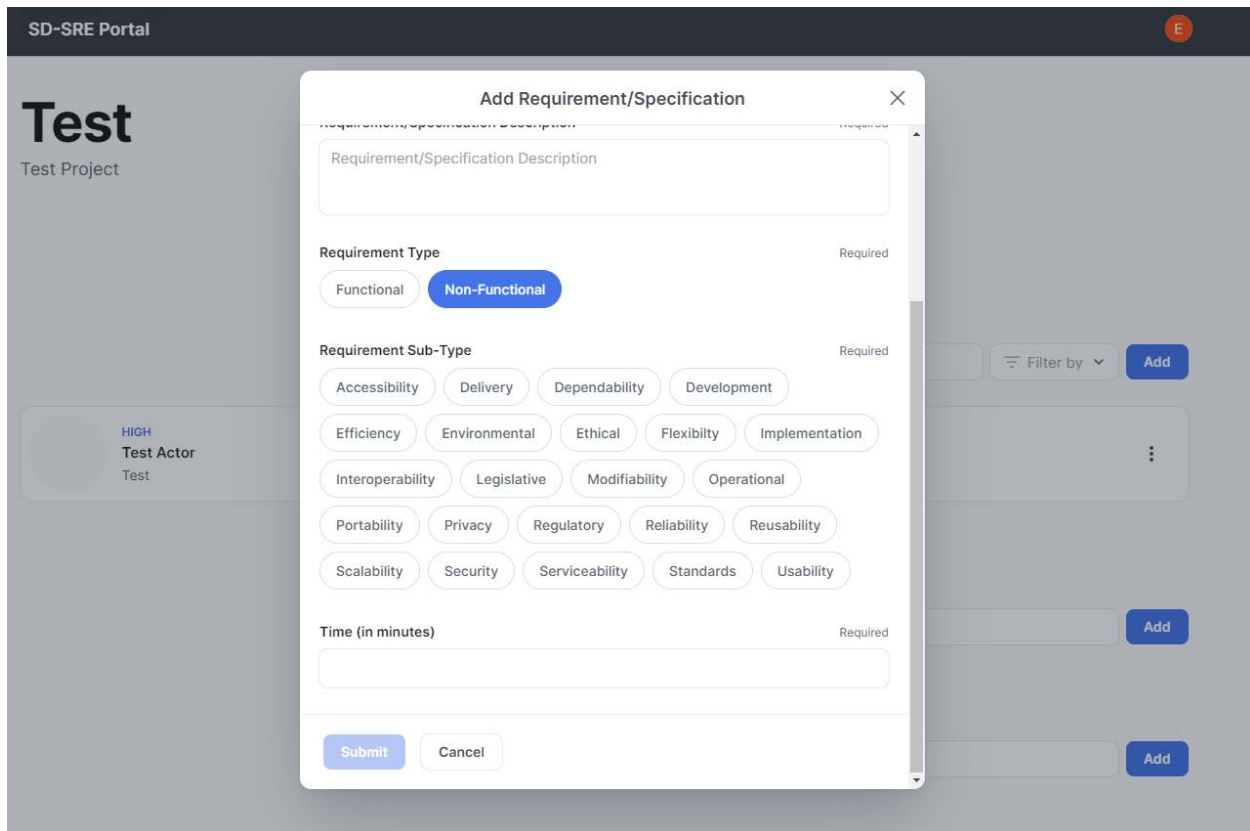 SD-SRE Portal
E
Test
Test Project
Add Requirement/Specification
Requirement/Specification Description Required
Requirement/Specification Description
Requirement Type Required
Functional Non-Functional
Requirement Sub-Type Required
Accessibility Delivery Dependability Development
Efficiency Environmental Ethical Flexibilty Implementation
Interoperability Legislative Modifiability Operational
Portability Privacy Regulatory Reliability Reusability
Scalability Security Serviceability Standards Usability
Time (in minutes) Required
Submit Cancel
Filter by Add
HIGH
Test Actor
Test
Add
Add